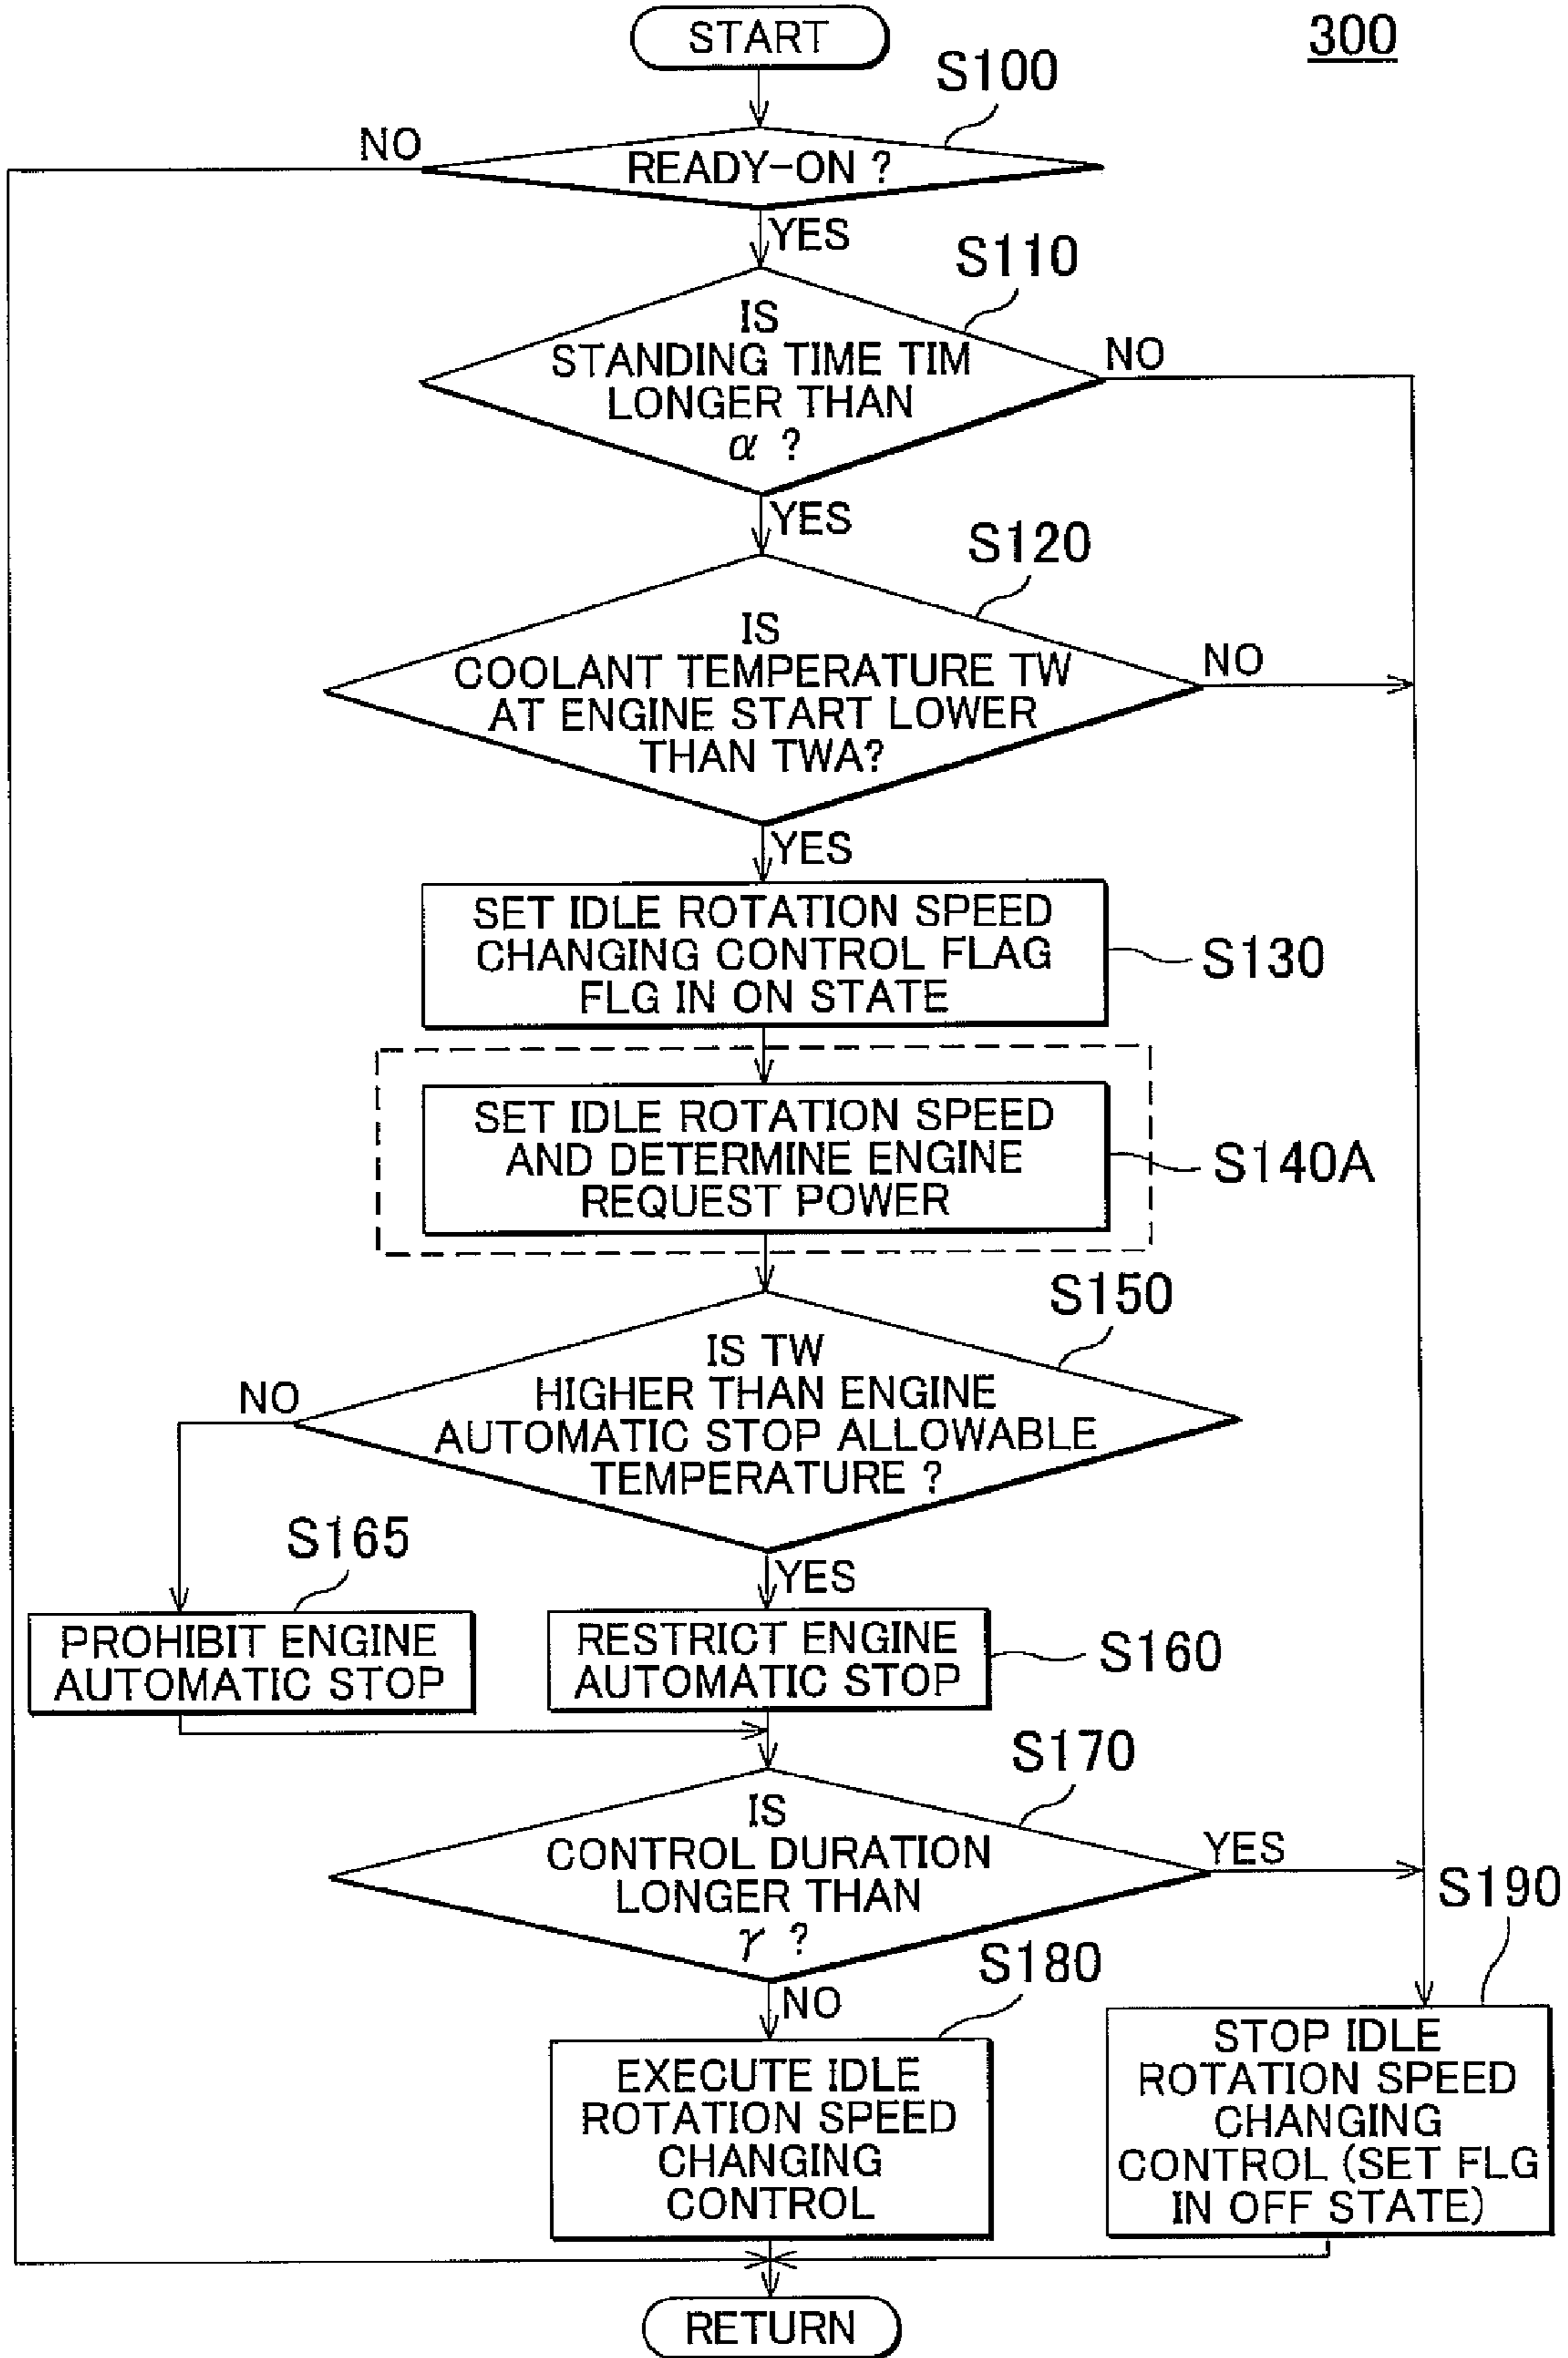 300
START
S100
NO
READY-ON ?
YES
S110
IS
STANDING TIME TIM
LONGER THAN
α ?
NO
YES
S120
IS
COOLANT TEMPERATURE TW
AT ENGINE START LOWER
THAN TWA?
NO
YES
SET IDLE ROTATION SPEED
CHANGING CONTROL FLAG
FLG IN ON STATE
S130
SET IDLE ROTATION SPEED
AND DETERMINE ENGINE
REQUEST POWER
S140A
S150
IS TW
HIGHER THAN ENGINE
AUTOMATIC STOP ALLOWABLE
TEMPERATURE ?
NO
YES
S165
PROHIBIT ENGINE
AUTOMATIC STOP
RESTRICT ENGINE
AUTOMATIC STOP
S160
S170
IS
CONTROL DURATION
LONGER THAN
γ ?
YES
NO
S180
EXECUTE IDLE
ROTATION SPEED
CHANGING
CONTROL
S190
STOP IDLE
ROTATION SPEED
CHANGING
CONTROL (SET FLG
IN OFF STATE)
RETURN